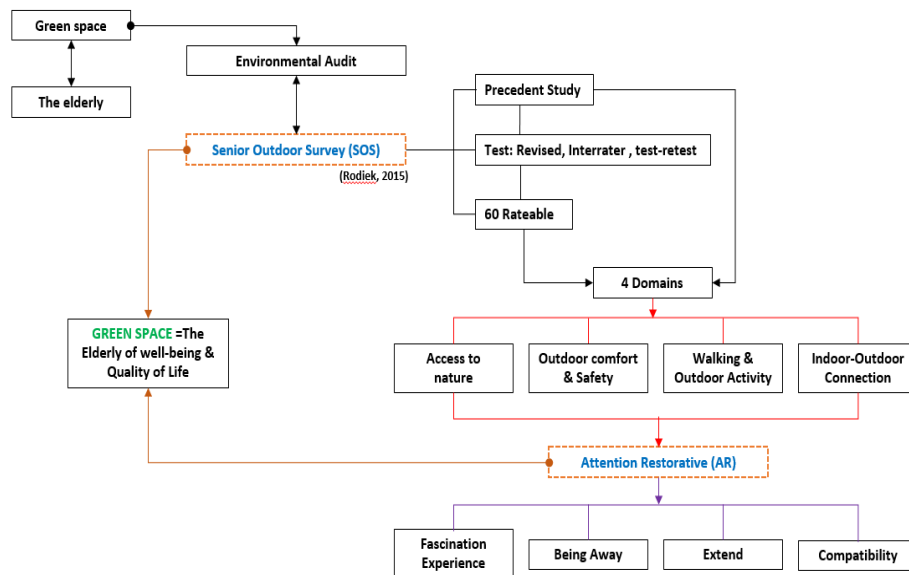 Green space
Environmental Audit
The elderly
Precedent Study
Senior Outdoor Survey (SOS)
(Rodiek, 2015)
Test: Revised, Interrater , test-retest
60 Rateable
4 Domains
GREEN SPACE =The
Elderly of well-being &
Quality of Life
Access to
nature
Outdoor comfort
& Safety
Walking &
Outdoor Activity
Indoor-Outdoor
Connection
Attention Restorative (AR)
Fascination
Experience
Being Away
Extend
Compatibility